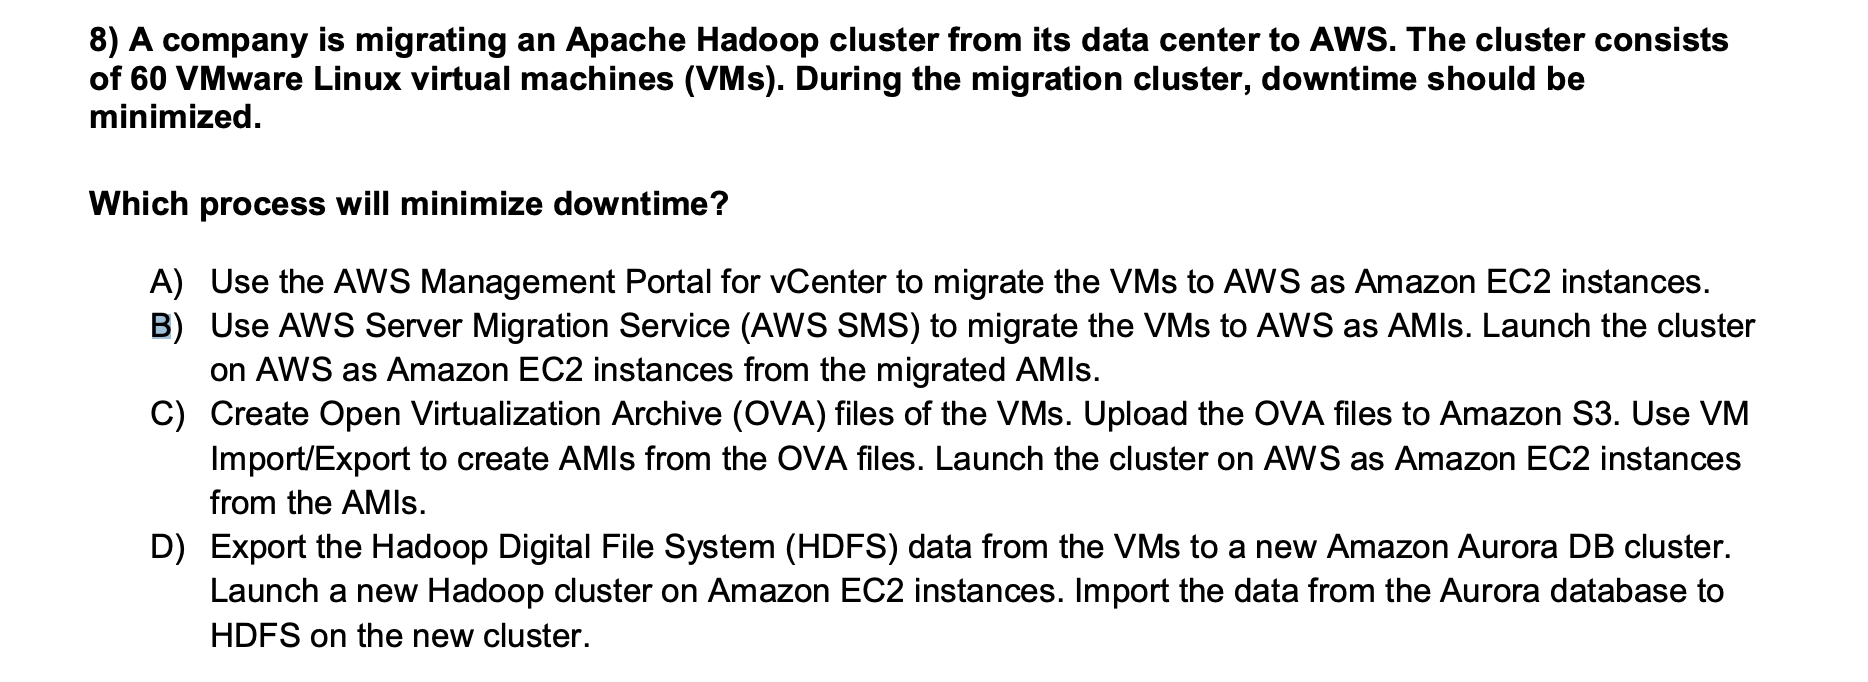 8) A company is migrating an Apache Hadoop cluster from its data center to AWS. The cluster consists
of 60 VMware Linux virtual machines (VMs). During the migration cluster, downtime should be
minimized.
Which process will minimize downtime?
A) Use the AWS Management Portal for vCenter to migrate the VMs to AWS as Amazon EC2 instances.
B) Use AWS Server Migration Service (AWS SMS) to migrate the VMs to AWS as AMIs. Launch the cluster
on AWS as Amazon EC2 instances from the migrated AMIs.
C) Create Open Virtualization Archive (OVA) files of the VMs. Upload the OVA files to Amazon S3. Use VM
Import/Export to create AMIs from the OVA files. Launch the cluster on AWS as Amazon EC2 instances
from the AMIs.
D) Export the Hadoop Digital File System (HDFS) data from the VMs to a new Amazon Aurora DB cluster.
Launch a new Hadoop cluster on Amazon EC2 instances. Import the data from the Aurora database to
HDFS on the new cluster.